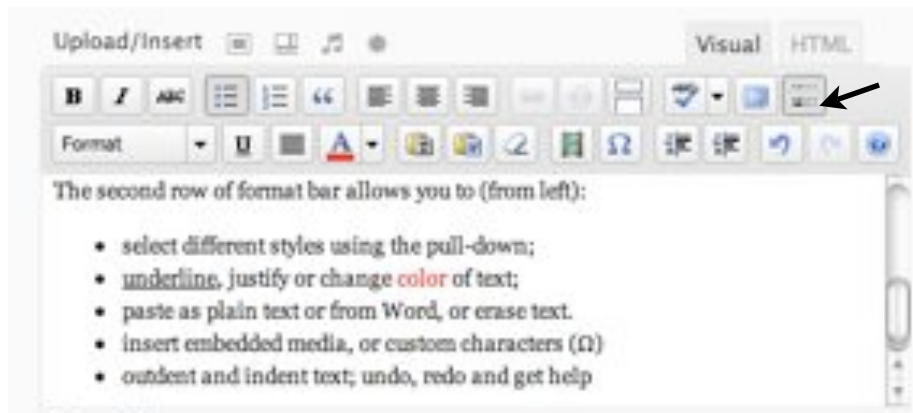 Upload/Insert Visual HTML
B I ABC
Format U A Ω
The second row of format bar allows you to (from left):
• select different styles using the pull-down;
• underline, justify or change color of text;
• paste as plain text or from Word, or erase text.
• insert embedded media, or custom characters (Ω)
• outdent and indent text; undo, redo and get help